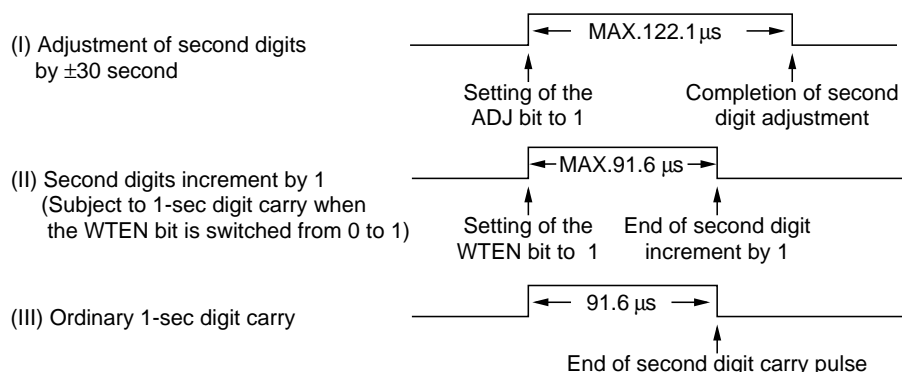 (I) Adjustment of second digits
by ±30 second
MAX.122.1 µs
Setting of the
ADJ bit to 1
Completion of second
digit adjustment
(II) Second digits increment by 1
(Subject to 1-sec digit carry when
the WTEN bit is switched from 0 to 1)
MAX.91.6 µs
Setting of the
WTEN bit to 1
End of second digit
increment by 1
(III) Ordinary 1-sec digit carry
91.6 µs
End of second digit carry pulse